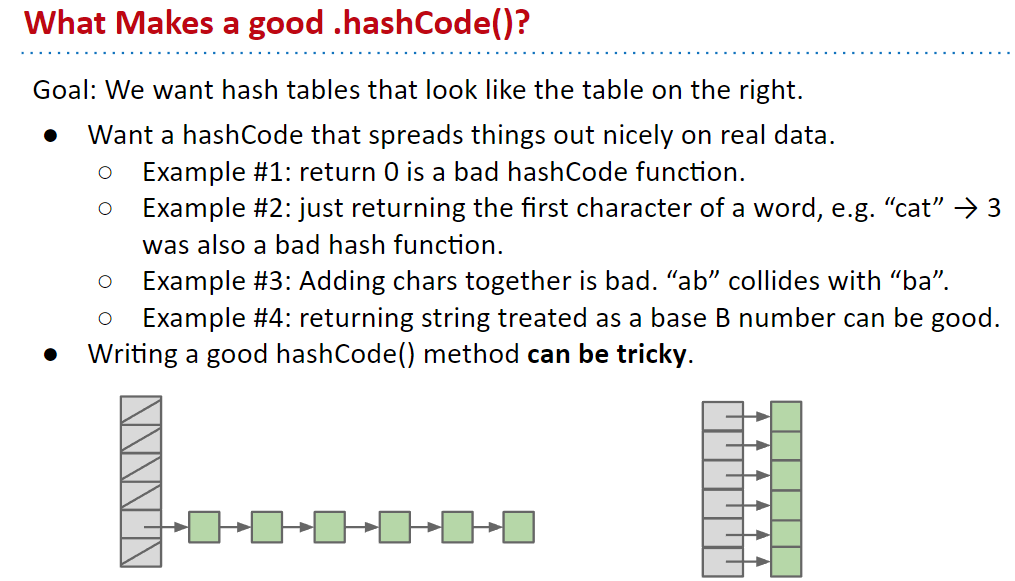 What Makes a good .hashCode()?
Goal: We want hash tables that look like the table on the right.
● Want a hashCode that spreads things out nicely on real data.
○ Example #1: return 0 is a bad hashCode function.
○ Example #2: just returning the first character of a word, e.g. “cat” → 3
was also a bad hash function.
○ Example #3: Adding chars together is bad. “ab” collides with “ba”.
○ Example #4: returning string treated as a base B number can be good.
● Writing a good hashCode() method can be tricky.